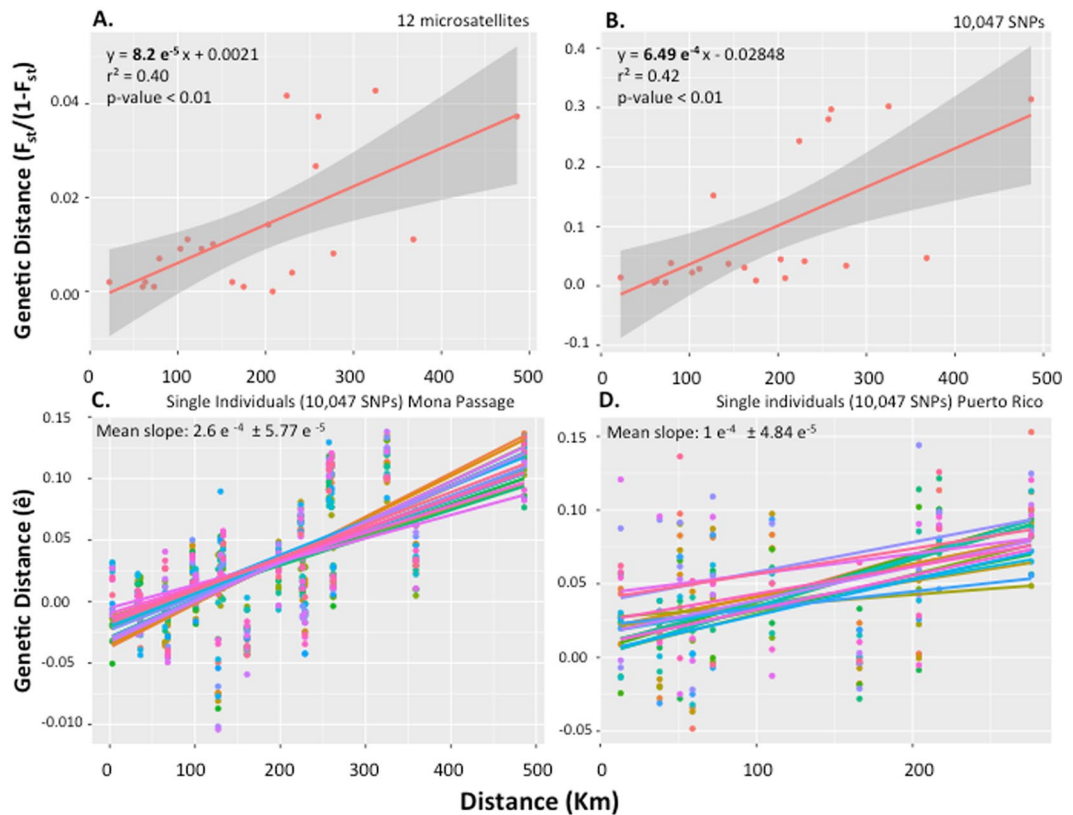 A.
12 microsatellites
y = 8.2 e⁻⁵ x + 0.0021
r² = 0.40
p-value < 0.01
Genetic Distance (Fst/(1-Fst)
0.04
0.02
0.00
0 100 200 300 400 500
B.
10,047 SNPs
y = 6.49 e⁻⁴ x - 0.02848
r² = 0.42
p-value < 0.01
0.4
0.3
0.2
0.1
0.0
-0.1
0 100 200 300 400 500
C.
Single Individuals (10,047 SNPs) Mona Passage
Mean slope: 2.6 e⁻⁴ ± 5.77 e⁻⁵
Genetic Distance (ê)
0.15
0.10
0.05
0.00
-0.05
-0.010
0 100 200 300 400 500
D.
Single individuals (10,047 SNPs) Puerto Rico
Mean slope: 1 e⁻⁴ ± 4.84 e⁻⁵
0.15
0.10
0.05
0.00
-0.05
0 100 200
Distance (Km)